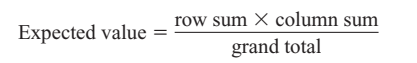 Expected value = row sum × column sum
grand total